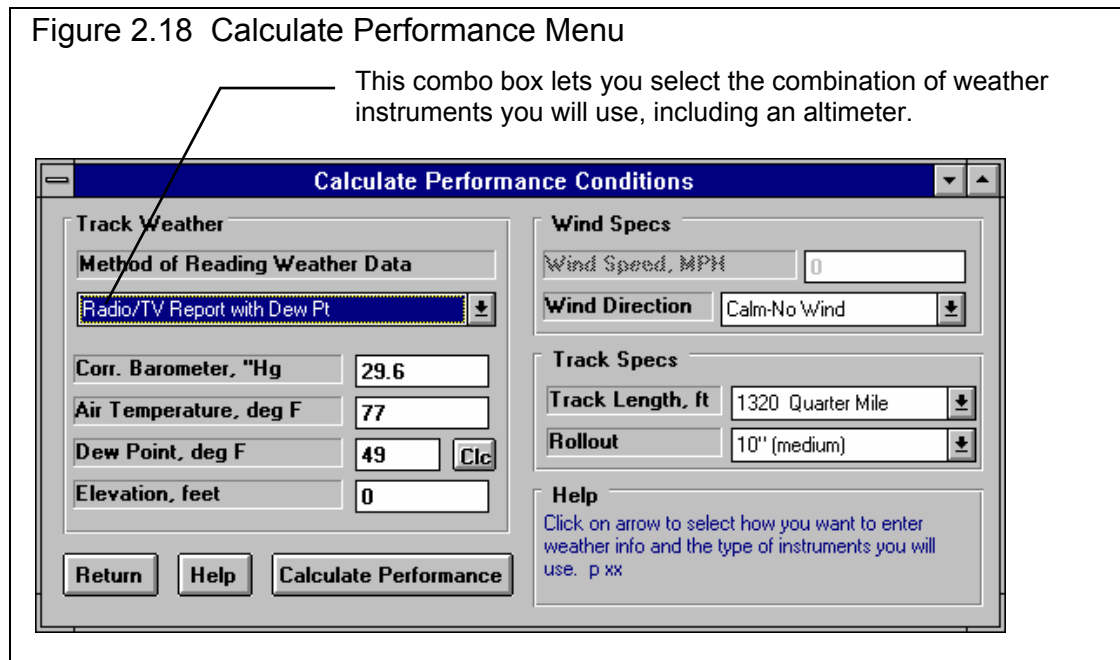 Figure 2.18 Calculate Performance Menu
This combo box lets you select the combination of weather
instruments you will use, including an altimeter.
Calculate Performance Conditions
Track Weather
Method of Reading Weather Data
Radio/TV Report with Dew Pt
Corr. Barometer, "Hg 29.6
Air Temperature, deg F 77
Dew Point, deg F 49 Clc
Elevation, feet 0
Return Help Calculate Performance
Wind Specs
Wind Speed, MPH 0
Wind Direction Calm-No Wind
Track Specs
Track Length, ft 1320 Quarter Mile
Rollout 10" (medium)
Help
Click on arrow to select how you want to enter
weather info and the type of instruments you will
use. p xx